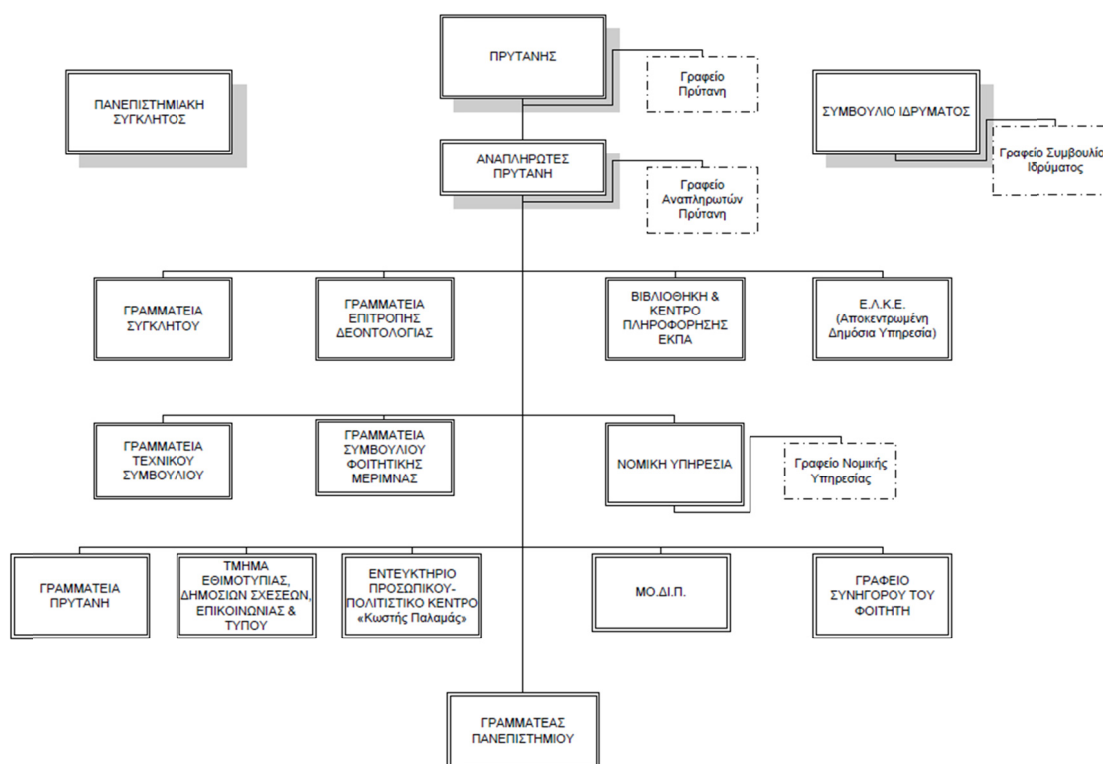 ΠΡΥΤΑΝΗΣ
Γραφείο
Πρύτανη
ΠΑΝΕΠΙΣΤΗΜΙΑΚΗ
ΣΥΓΚΛΗΤΟΣ
ΣΥΜΒΟΥΛΙΟ ΙΔΡΥΜΑΤΟΣ
Γραφείο Συμβουλίο
Ιδρύματος
ΑΝΑΠΛΗΡΩΤΕΣ
ΠΡΥΤΑΝΗ
Γραφείο
Αναπληρωτών
Πρύτανη
ΓΡΑΜΜΑΤΕΙΑ
ΣΥΓΚΛΗΤΟΥ
ΓΡΑΜΜΑΤΕΙΑ
ΕΠΙΤΡΟΠΗΣ
ΔΕΟΝΤΟΛΟΓΙΑΣ
ΒΙΒΛΙΟΘΗΚΗ &
ΚΕΝΤΡΟ
ΠΛΗΡΟΦΟΡΗΣΗΣ
ΕΚΠΑ
Ε.Λ.Κ.Ε.
(Αποκεντρωμένη
Δημόσια Υπηρεσία)
ΓΡΑΜΜΑΤΕΙΑ
ΤΕΧΝΙΚΟΥ
ΣΥΜΒΟΥΛΙΟΥ
ΓΡΑΜΜΑΤΕΙΑ
ΣΥΜΒΟΥΛΙΟΥ
ΦΟΙΤΗΤΙΚΗΣ
ΜΕΡΙΜΝΑΣ
ΝΟΜΙΚΗ ΥΠΗΡΕΣΙΑ
Γραφείο Νομικής
Υπηρεσίας
ΓΡΑΜΜΑΤΕΙΑ
ΠΡΥΤΑΝΗ
ΤΜΗΜΑ
ΕΘΙΜΟΤΥΠΙΑΣ,
ΔΗΜΟΣΙΩΝ ΣΧΕΣΕΩΝ,
ΕΠΙΚΟΙΝΩΝΙΑΣ &
ΤΥΠΟΥ
ΕΝΤΕΥΚΤΗΡΙΟ
ΠΡΟΣΩΠΙΚΟΥ-
ΠΟΛΙΤΙΣΤΙΚΟ ΚΕΝΤΡΟ
«Κωστής Παλαμάς»
ΜΟ.ΔΙ.Π.
ΓΡΑΦΕΙΟ
ΣΥΝΗΓΟΡΟΥ ΤΟΥ
ΦΟΙΤΗΤΗ
ΓΡΑΜΜΑΤΕΑΣ
ΠΑΝΕΠΙΣΤΗΜΙΟΥ